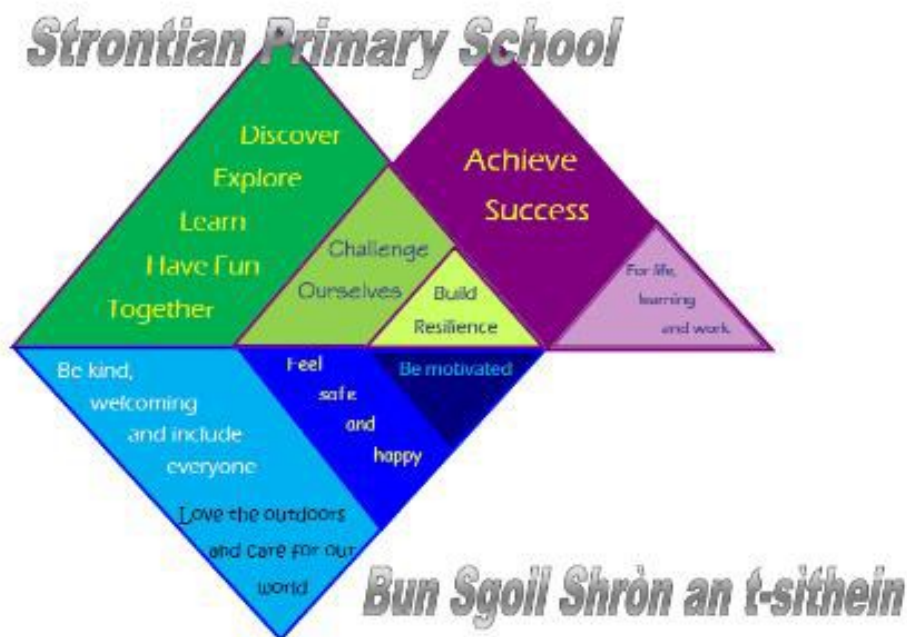 Strontian Primary School
Discover
Explore
Learn
Have Fun
Together
Challenge
Ourselves
Build
Resilience
Achieve
Success
For life,
learning
and work
Be kind,
welcoming
and include
everyone
Love the outdoors
and care for our
world
Feel
safe
and
happy
Be motivated
Bun Sgoil Shròn an t-sìthein